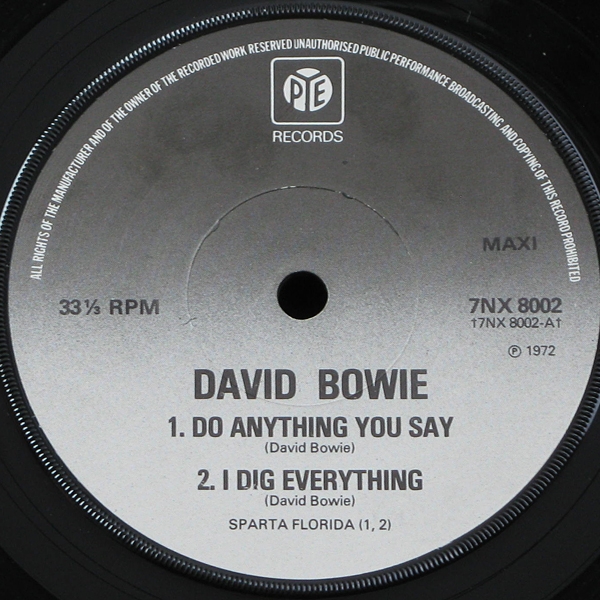 ALL RIGHTS OF THE MANUFACTURER AND OF THE OWNER OF THE RECORDED WORK RESERVED UNAUTHORISED PUBLIC PERFORMANCE BROADCASTING AND COPYING OF THIS RECORD PROHIBITED
PYE
RECORDS
MAXI
33⅓ RPM
7NX 8002
†7NX 8002-A†
℗ 1972
DAVID BOWIE
1. DO ANYTHING YOU SAY
(David Bowie)
2. I DIG EVERYTHING
(David Bowie)
SPARTA FLORIDA (1, 2)